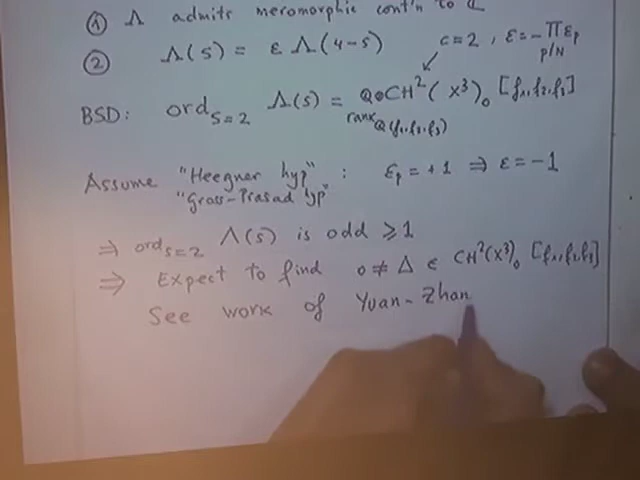 ① Λ admits meromorphic cont'n to ℂ
② Λ(s) = ε Λ(4-s) c=2, ε=-∏ε_p
p|N
BSD: ord_{s=2} Λ(s) = Q⊗CH²(X³)₀ [f₁,f₂,f₃]
rank_{Q(f₁,f₂,f₃)}
Assume "Heegner hyp" : ε_p = +1 ⇒ ε = -1
"Gross-Prasad hyp"
⇒ ord_{s=2} Λ(s) is odd ≥ 1
⇒ Expect to find 0 ≠ Δ ∈ CH²(X³)₀ [f₁,f₂,f₃]
See work of Yuan-Zhan